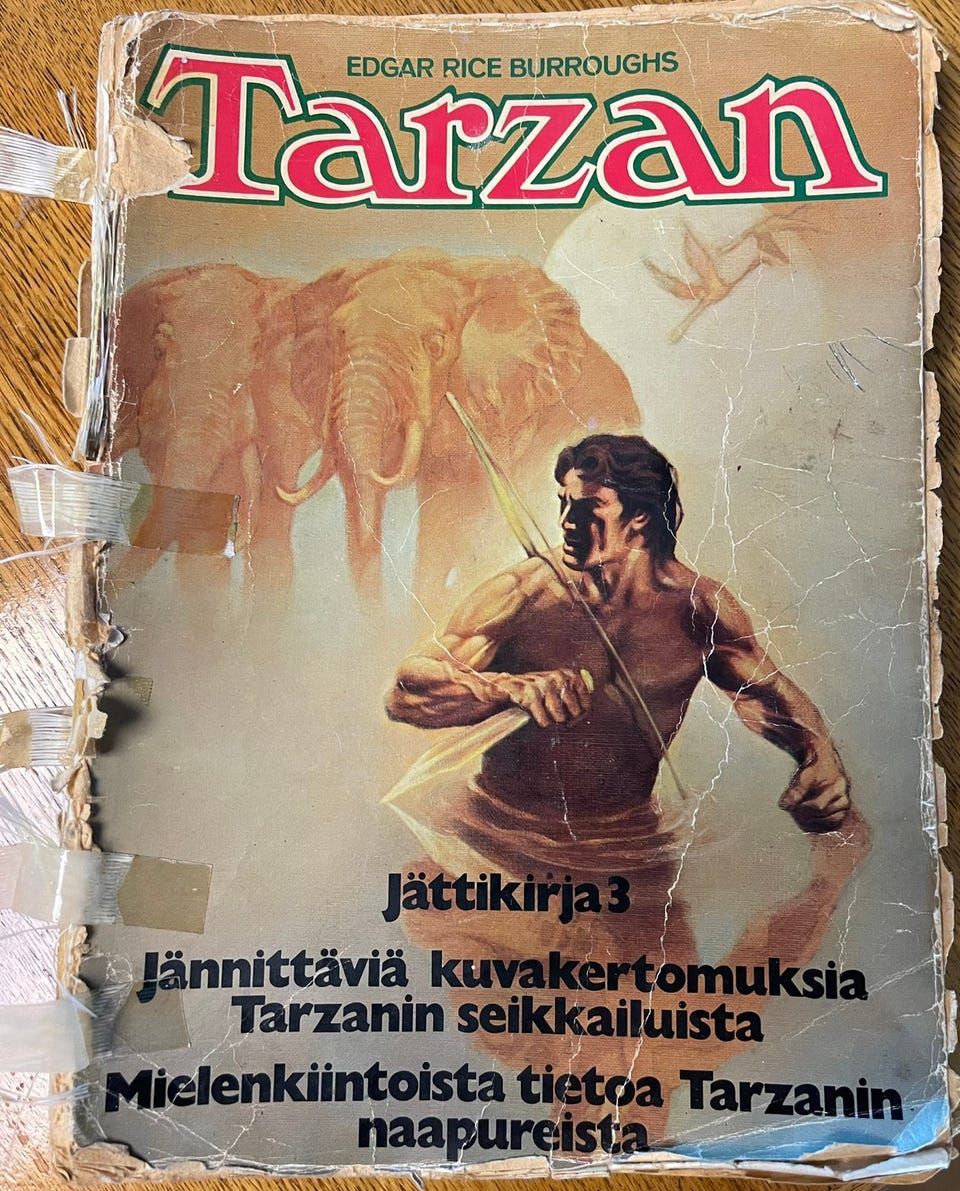 EDGAR RICE BURROUGHS
Tarzan
Jättikirja 3
Jännittäviä kuvakertomuksia
Tarzanin seikkailuista
Mielenkiintoista tietoa Tarzanin
naapureista